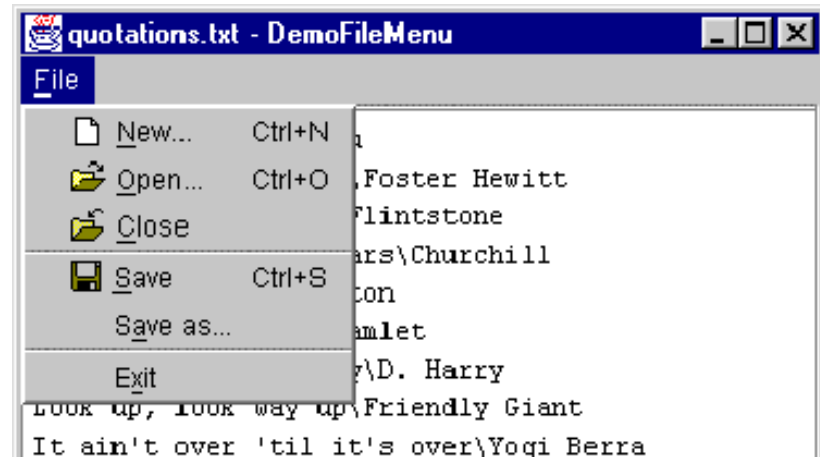 quotations.txt - DemoFileMenu
File
New... Ctrl+N
Open... Ctrl+O
,Foster Hewitt
Close
Flintstone
ars\Churchill
Save Ctrl+S
ton
Save as...
amlet
Exit
y\D. Harry
Look up, look way up\Friendly Giant
It ain't over 'til it's over\Yogi Berra